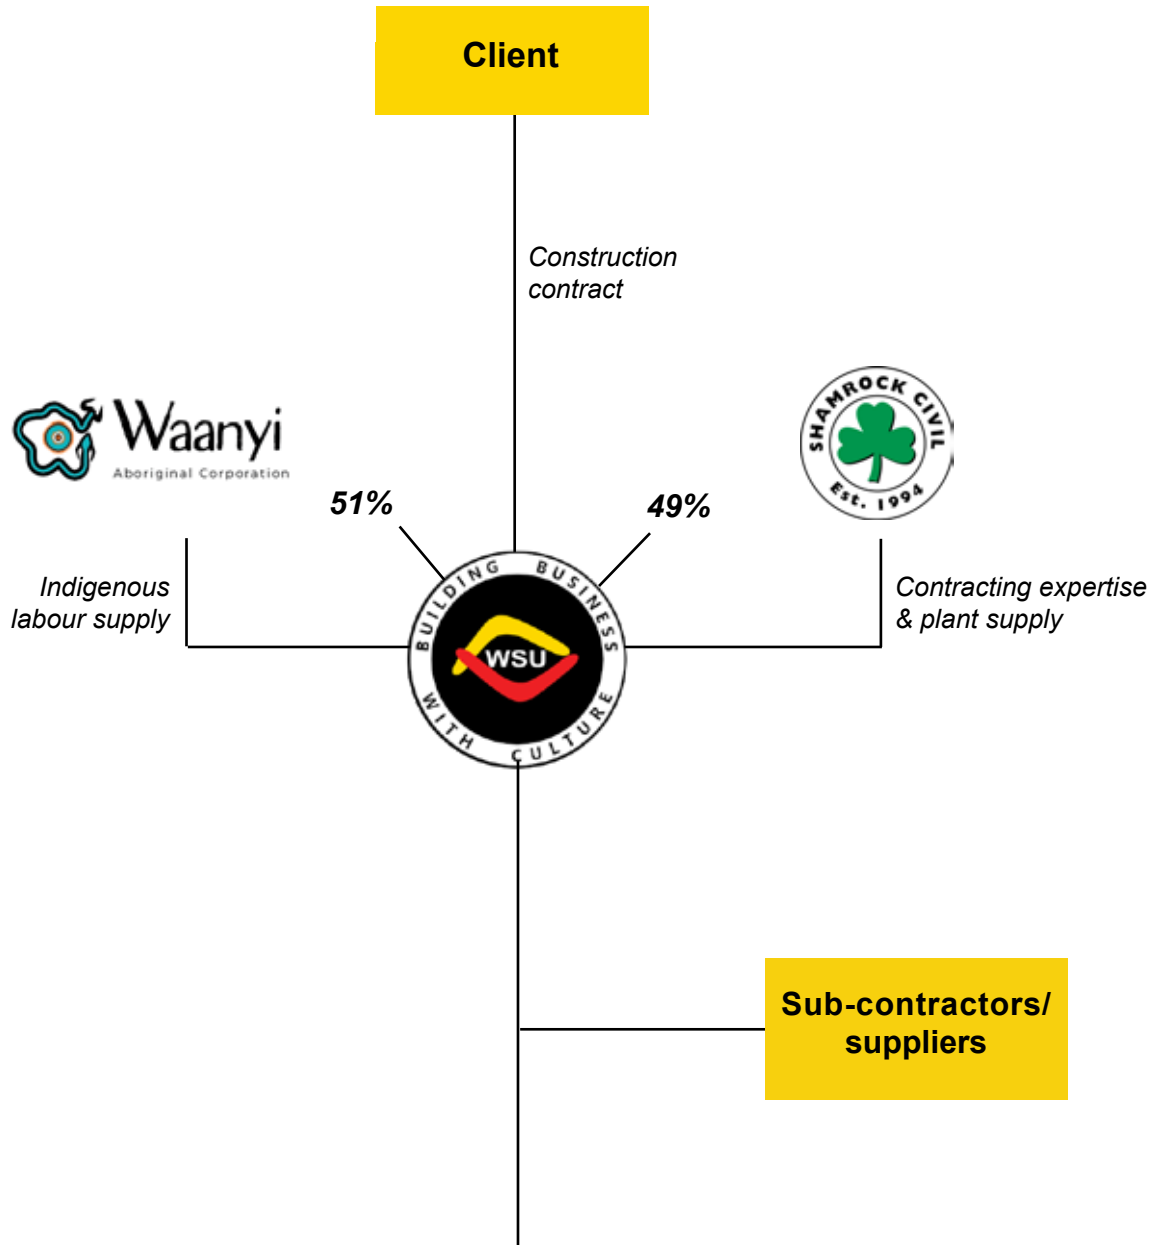 Client
Construction
contract
Waanyi
Aboriginal Corporation
SHAMROCK CIVIL
Est. 1994
51%
49%
Indigenous
labour supply
BUILDING BUSINESS
WSU
WITH CULTURE
Contracting expertise
& plant supply
Sub-contractors/
suppliers